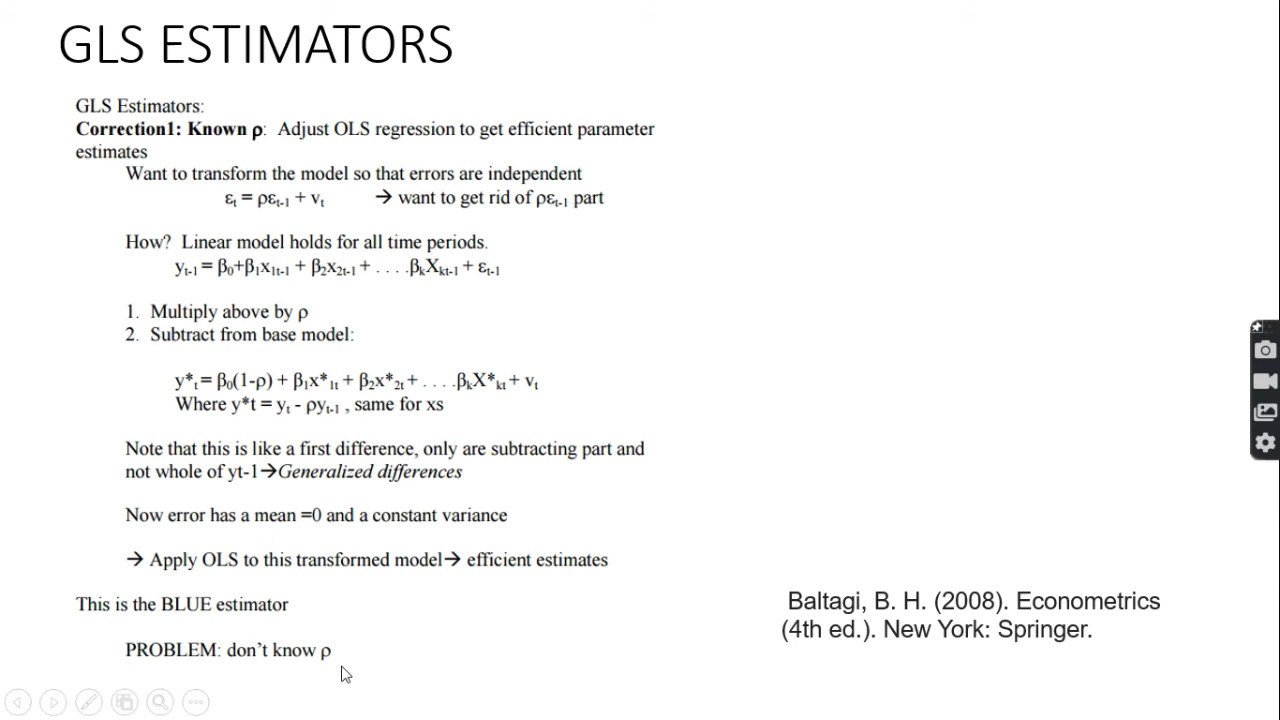 GLS ESTIMATORS
GLS Estimators:
Correction1: Known ρ: Adjust OLS regression to get efficient parameter
estimates
Want to transform the model so that errors are independent
εₜ = ρεₜ₋₁ + vₜ → want to get rid of ρεₜ₋₁ part
How? Linear model holds for all time periods.
yₜ₋₁ = β₀+β₁x₁ₜ₋₁ + β₂x₂ₜ₋₁ + . . . .βₖXₖₜ₋₁ + εₜ₋₁
1. Multiply above by ρ
2. Subtract from base model:
y*ₜ= β₀(1-ρ) + β₁x*₁ₜ + β₂x*₂ₜ + . . . .βₖX*ₖₜ + vₜ
Where y*t = yₜ - ρyₜ₋₁ , same for xs
Note that this is like a first difference, only are subtracting part and
not whole of yt-1→Generalized differences
Now error has a mean =0 and a constant variance
→ Apply OLS to this transformed model→ efficient estimates
This is the BLUE estimator
PROBLEM: don’t know ρ
Baltagi, B. H. (2008). Econometrics
(4th ed.). New York: Springer.